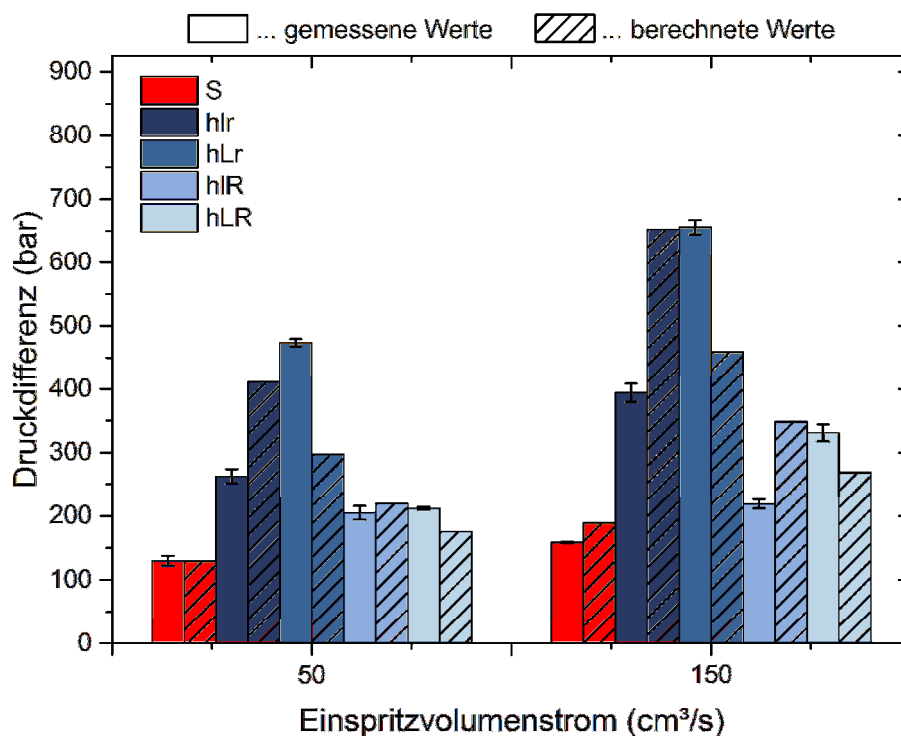 ... gemessene Werte
... berechnete Werte
S
hlr
hLr
hlR
hLR
Druckdifferenz (bar)
900
800
700
600
500
400
300
200
100
0
50
150
Einspritzvolumenstrom (cm³/s)